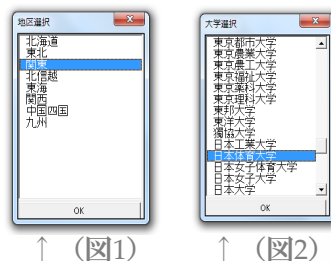 地区選択
北海道
東北
関東
北信越
東海
関西
中国四国
九州
OK
↑ (図1)
大学選択
東京都市大学
東京農業大学
東京農工大学
東京福祉大学
東京薬科大学
東京理科大学
東邦大学
東洋大学
獨協大学
日本工業大学
日本体育大学
日本女子体育大学
日本女子大学
日本大学
OK
↑ (図2)